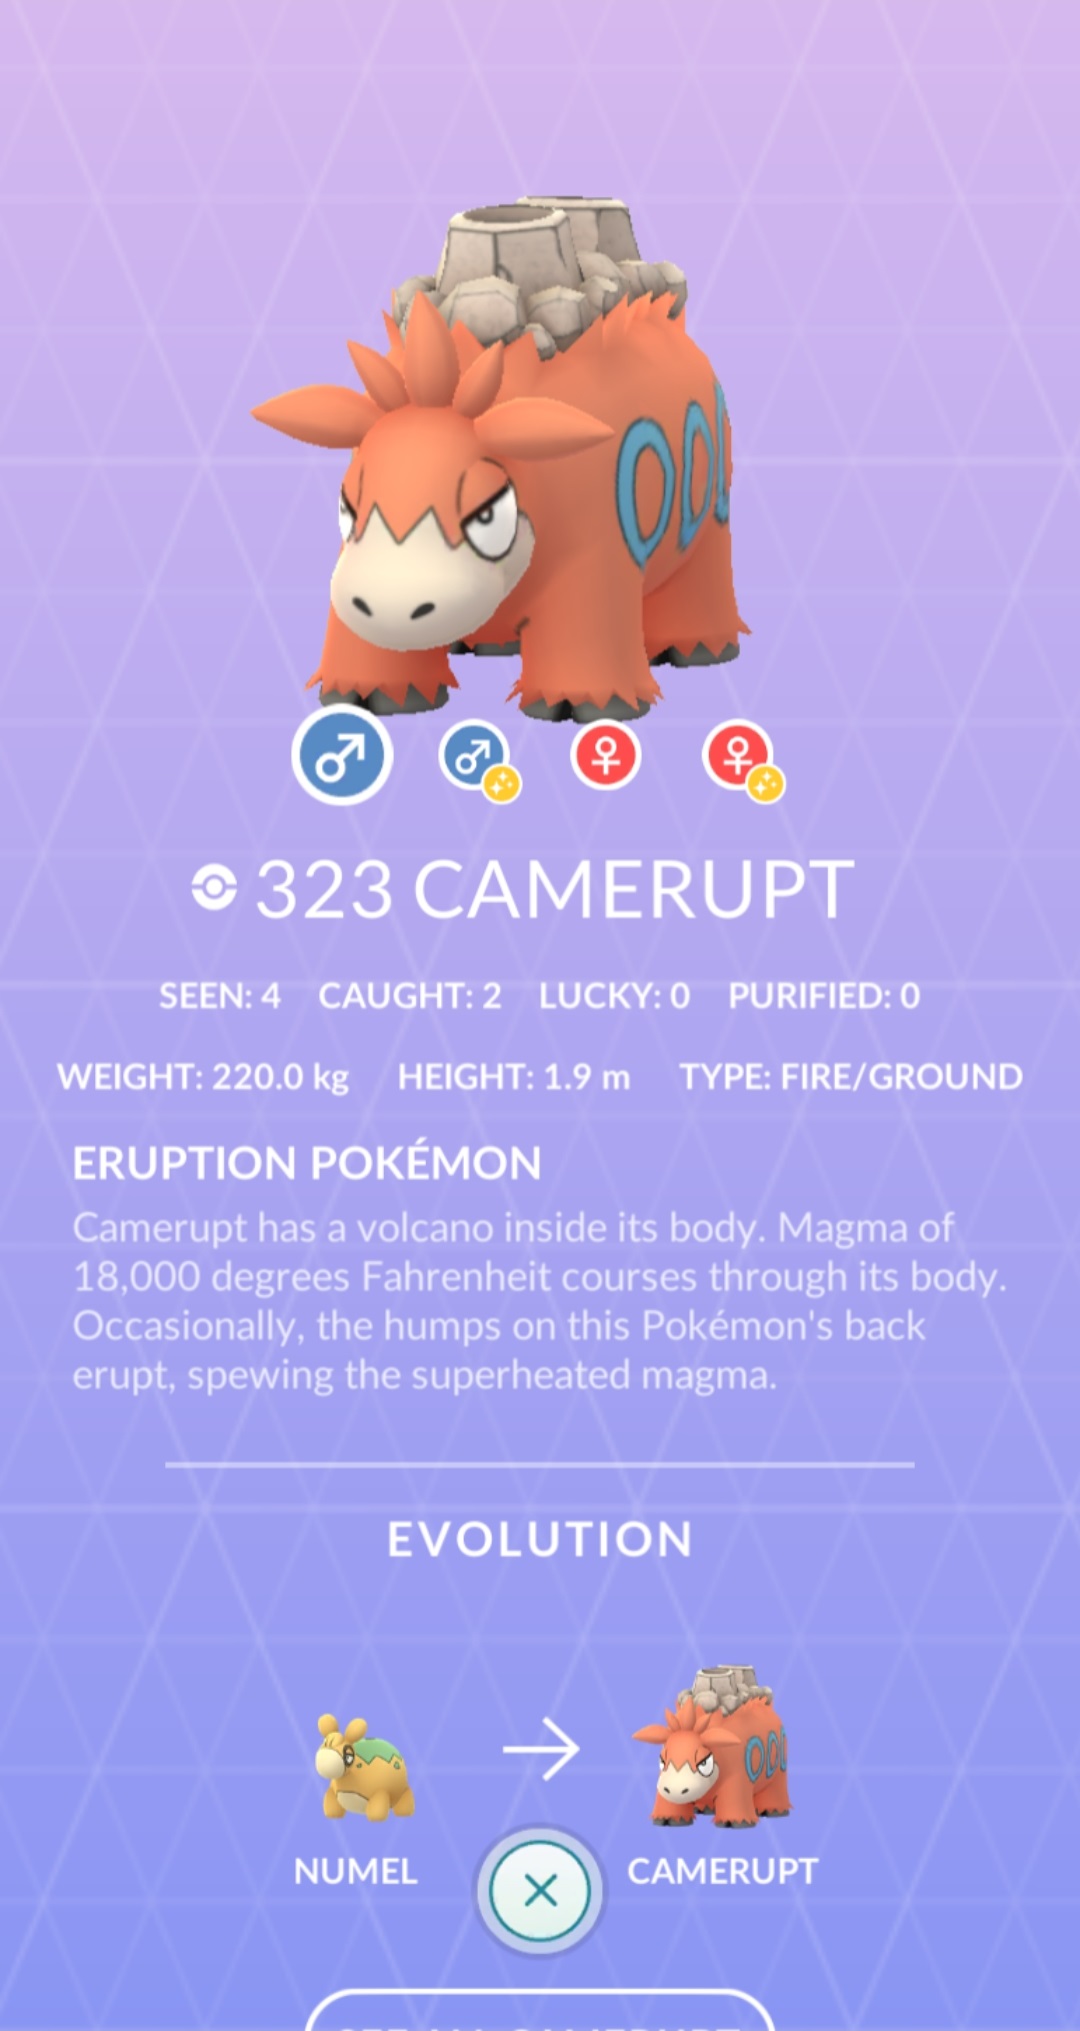 323 CAMERUPT
SEEN: 4 CAUGHT: 2 LUCKY: 0 PURIFIED: 0
WEIGHT: 220.0 kg HEIGHT: 1.9 m TYPE: FIRE/GROUND
ERUPTION POKÉMON
Camerupt has a volcano inside its body. Magma of
18,000 degrees Fahrenheit courses through its body.
Occasionally, the humps on this Pokémon's back
erupt, spewing the superheated magma.
EVOLUTION
NUMEL CAMERUPT